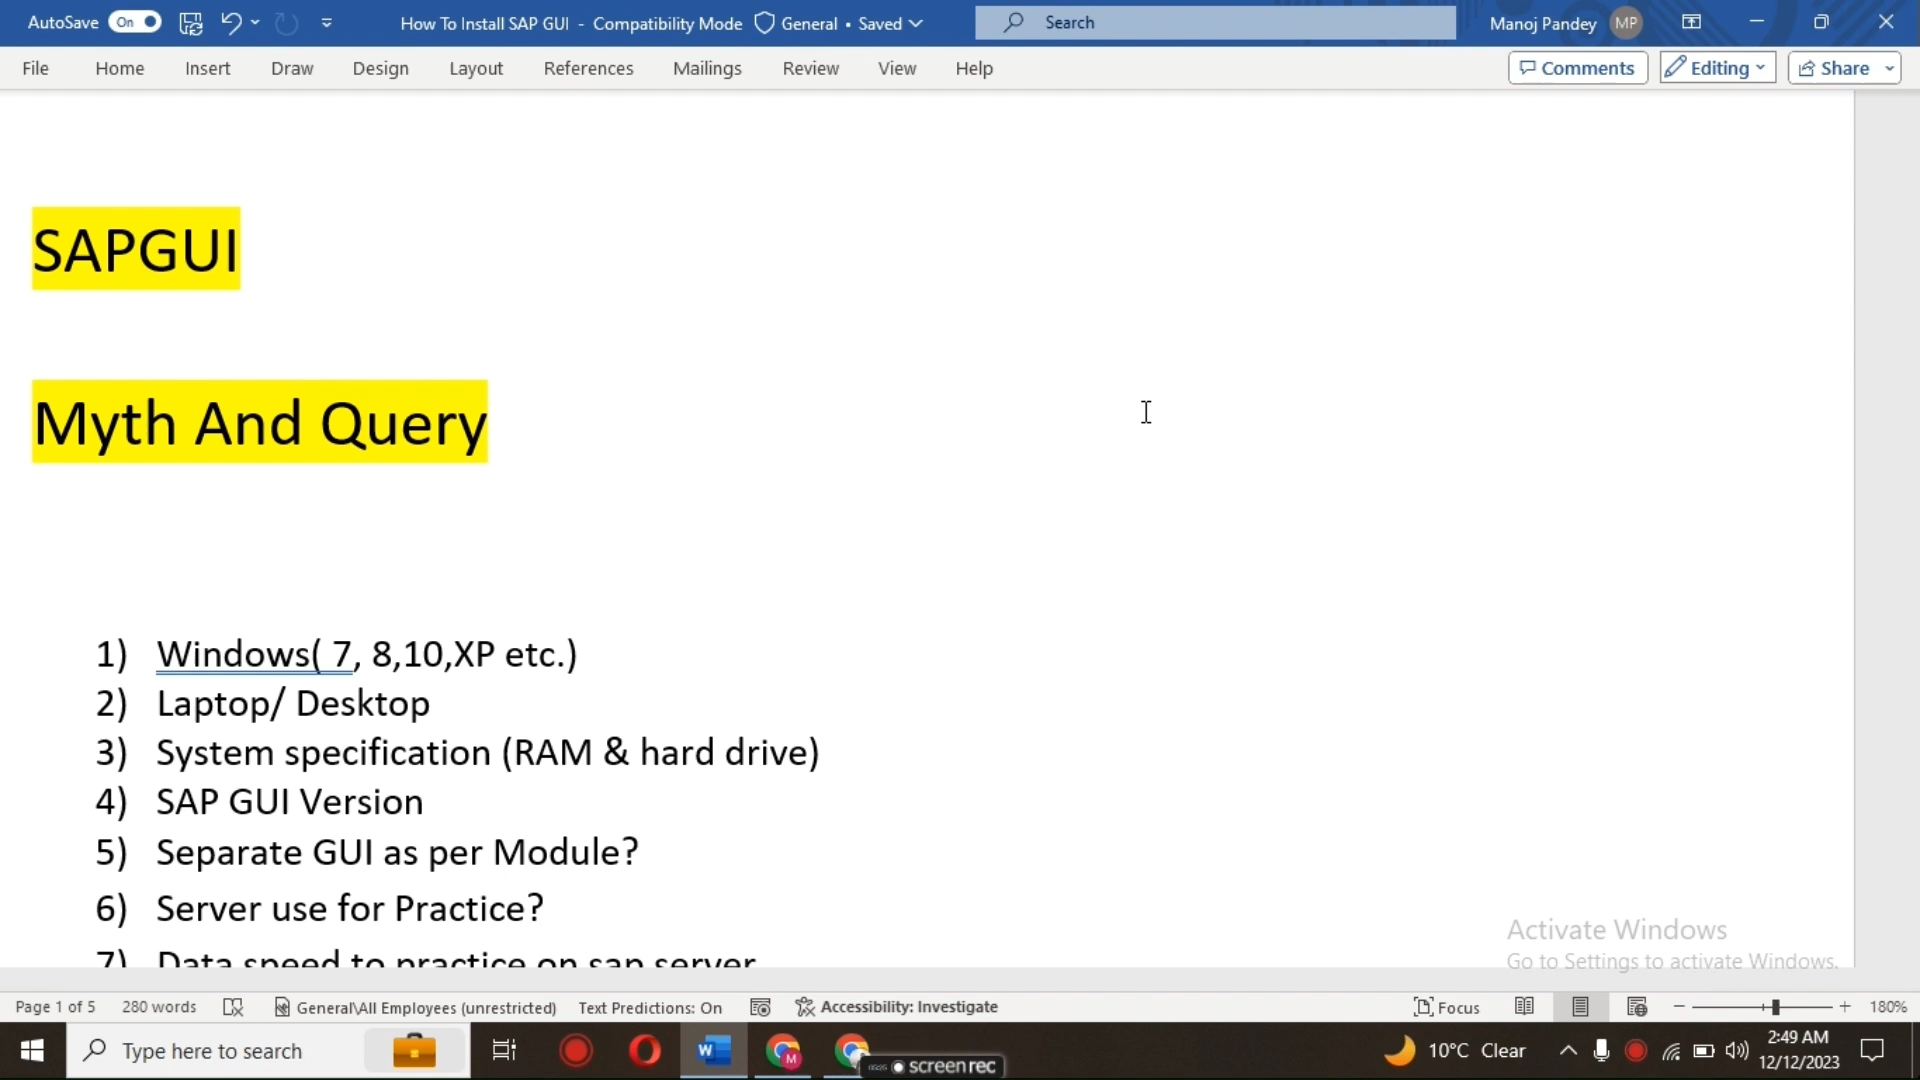 AutoSave On How To Install SAP GUI - Compatibility Mode General • Saved Search Manoj Pandey MP
File Home Insert Draw Design Layout References Mailings Review View Help Comments Editing Share
SAPGUI
Myth And Query
1) Windows( 7, 8,10,XP etc.)
2) Laptop/ Desktop
3) System specification (RAM & hard drive)
4) SAP GUI Version
5) Separate GUI as per Module?
6) Server use for Practice?
7) Data speed to practice on sap server
Activate Windows
Go to Settings to activate Windows.
Page 1 of 5 280 words General\All Employees (unrestricted) Text Predictions: On Accessibility: Investigate Focus 180%
Type here to search W M screenrec 10°C Clear 2:49 AM
12/12/2023